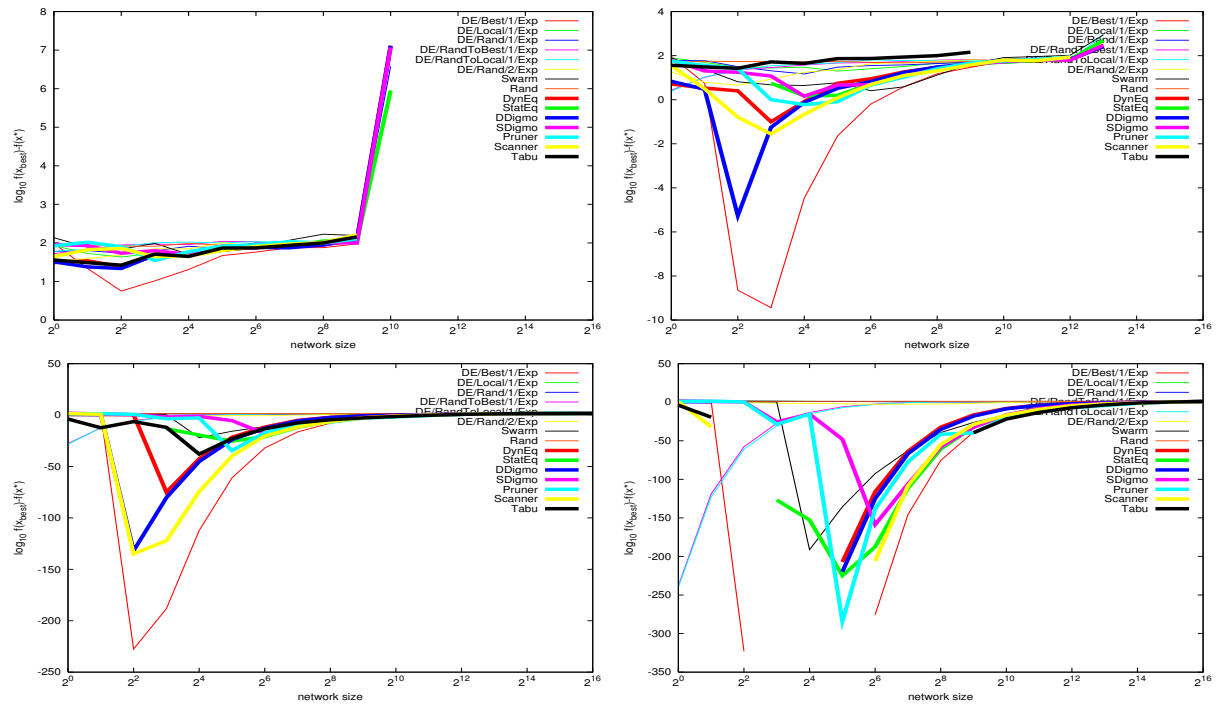 8
7
6
5
4
3
2
1
0
2^0
2^2
2^4
2^6
2^8
2^10
2^12
2^14
2^16
log10 f(xbest)-f(x*)
network size
DE/Best/1/Exp
DE/Local/1/Exp
DE/Rand/1/Exp
DE/RandToBest/1/Exp
DE/RandToLocal/1/Exp
DE/Rand/2/Exp
Swarm
Rand
DynEq
StatEq
DDigmo
SDigmo
Pruner
Scanner
Tabu
4
2
0
-2
-4
-6
-8
-10
2^0
2^2
2^4
2^6
2^8
2^10
2^12
2^14
2^16
log10 f(xbest)-f(x*)
network size
DE/Best/1/Exp
DE/Local/1/Exp
DE/Rand/1/Exp
DE/RandToBest/1/Exp
DE/RandToLocal/1/Exp
DE/Rand/2/Exp
Swarm
Rand
DynEq
StatEq
DDigmo
SDigmo
Pruner
Scanner
Tabu
50
0
-50
-100
-150
-200
-250
2^0
2^2
2^4
2^6
2^8
2^10
2^12
2^14
2^16
log10 f(xbest)-f(x*)
network size
DE/Best/1/Exp
DE/Local/1/Exp
DE/Rand/1/Exp
DE/RandToBest/1/Exp
DE/RandToLocal/1/Exp
DE/Rand/2/Exp
Swarm
Rand
DynEq
StatEq
DDigmo
SDigmo
Pruner
Scanner
Tabu
50
0
-50
-100
-150
-200
-250
-300
-350
2^0
2^2
2^4
2^6
2^8
2^10
2^12
2^14
2^16
log10 f(xbest)-f(x*)
network size
DE/Best/1/Exp
DE/Local/1/Exp
DE/Rand/1/Exp
DE/RandToBest/1/Exp
DE/RandToLocal/1/Exp
DE/Rand/2/Exp
Swarm
Rand
DynEq
StatEq
DDigmo
SDigmo
Pruner
Scanner
Tabu